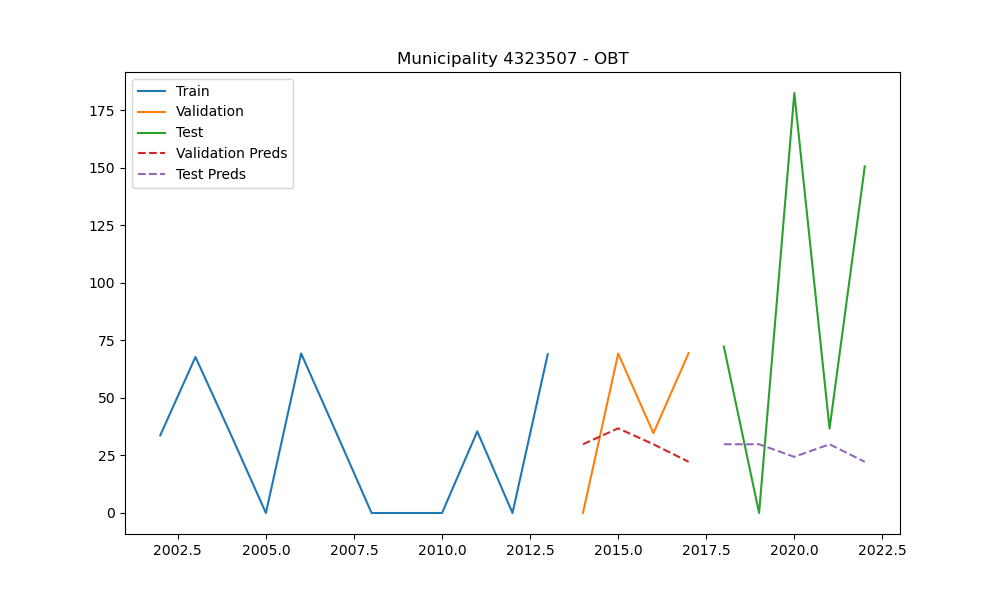 Municipality 4323507 - OBT
Train
Validation
Test
Validation Preds
Test Preds
175
150
125
100
75
50
25
0
2002.5 2005.0 2007.5 2010.0 2012.5 2015.0 2017.5 2020.0 2022.5